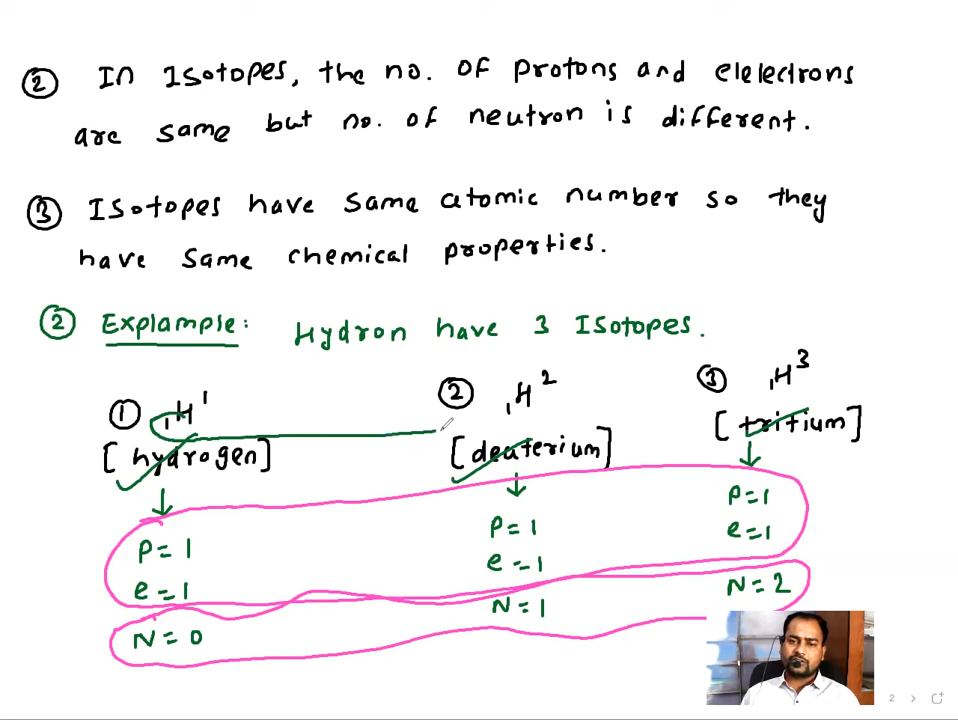 ② In Isotopes, the no. of protons and elelectrons
are same but no. of neutron is different.
③ Isotopes have same atomic number so they
have same chemical properties.
② Explample: Hydron have 3 Isotopes.
① ₁H¹ ② ₁H² ③ ₁H³
[hydrogen] [deuterium] [tritium]
↓ ↓ ↓
P=1 P=1 P=1
e=1 e=1 e=1
N=0 N=1 N=2
2